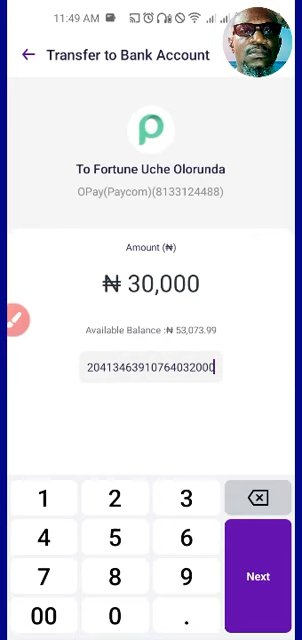 11:49 AM
Transfer to Bank Account
To Fortune Uche Olorunda
OPay(Paycom)(8133124488)
Amount (₦)
₦ 30,000
Available Balance :₦ 53,073.99
20413463910764032000
1 2 3
4 5 6
7 8 9
Next
00 0 .